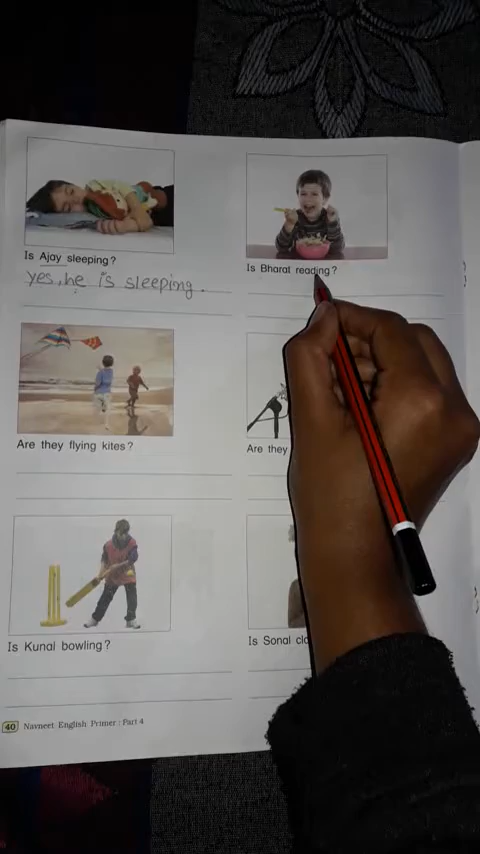 Is Ajay sleeping?
yes, he is sleeping.
Is Bharat reading?
Are they flying kites?
Are they
Is Kunal bowling?
Is Sonal
40 Navneet English Primer : Part 4